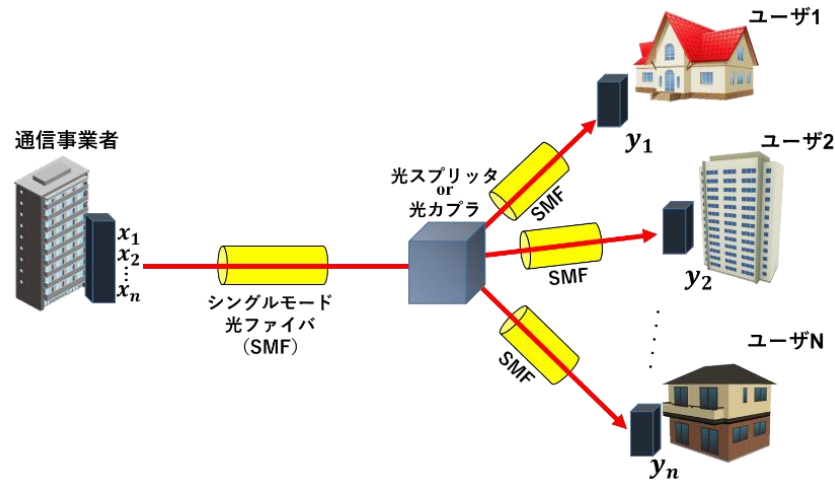 通信事業者
x₁
x₂
⋮
xₙ
シングルモード
光ファイバ
(SMF)
光スプリッタ
or
光カプラ
SMF
y₁
ユーザ1
SMF
y₂
ユーザ2
SMF
yₙ
ユーザN